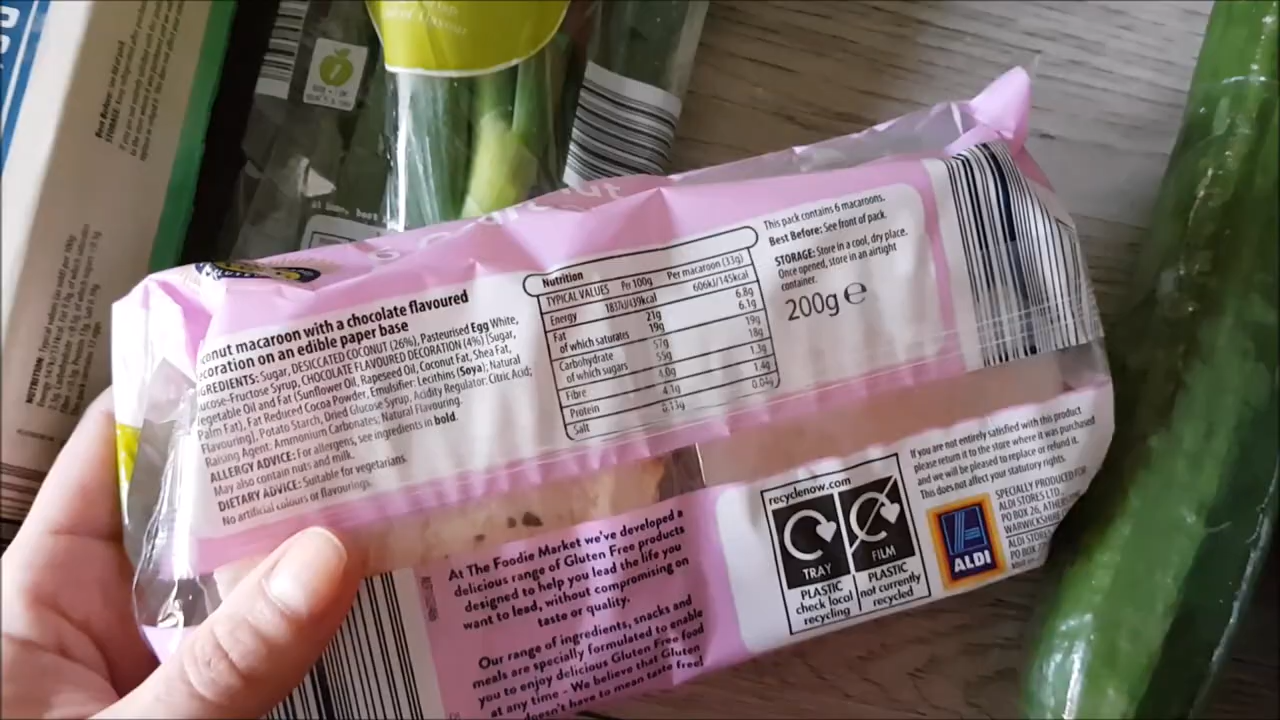 conut macaroon with a chocolate flavoured
ecoration on an edible paper base
GREDIENTS: Sugar, DESICCATED COCONUT (26%), Pasteurised Egg White,
ucose-Fructose Syrup, CHOCOLATE FLAVOURED DECORATION (4%) [Sugar,
egetable Oil and Fat (Sunflower Oil, Rapeseed Oil, Coconut Fat, Shea Fat,
Palm Fat), Fat Reduced Cocoa Powder, Emulsifier: Lecithins (Soya); Natural
Flavouring], Potato Starch, Dried Glucose Syrup, Acidity Regulator: Citric Acid;
Raising Agent: Ammonium Carbonates; Natural Flavouring.
ALLERGY ADVICE: For allergens, see ingredients in bold.
May also contain nuts and milk.
DIETARY ADVICE: Suitable for vegetarians.
No artificial colours or flavourings.
Nutrition
TYPICAL VALUES Per 100g Per macaroon (33g)
Energy 1837kJ/439kcal 606kJ/145kcal
Fat 21g 6.8g
of which saturates 19g 6.1g
Carbohydrate 57g 19g
of which sugars 55g 18g
Fibre 4.0g 1.3g
Protein 4.1g 1.4g
Salt 0.13g 0.04g
This pack contains 6 macaroons.
Best Before: See front of pack.
STORAGE: Store in a cool, dry place.
Once opened, store in an airtight
container.
200g e
At The Foodie Market we've developed a
delicious range of Gluten Free products
designed to help you lead the life you
want to lead, without compromising on
taste or quality.
Our range of ingredients, snacks and
meals are specially formulated to enable
you to enjoy delicious Gluten Free food
at any time - We believe that Gluten
doesn't have to mean taste free!
recyclenow.com
TRAY
FILM
PLASTIC
check local
recycling
PLASTIC
not currently
recycled
If you are not entirely satisfied with this product
please return it to the store where it was purchased
and we will be pleased to replace or refund it.
This does not affect your statutory rights.
ALDI
SPECIALLY PRODUCED FOR
ALDI STORES LTD.,
PO BOX 26, ATHERS
WARWICKSHIRE
ALDI STORES
PO BOX
Best Before:
STORAGE:
NUTRITION: